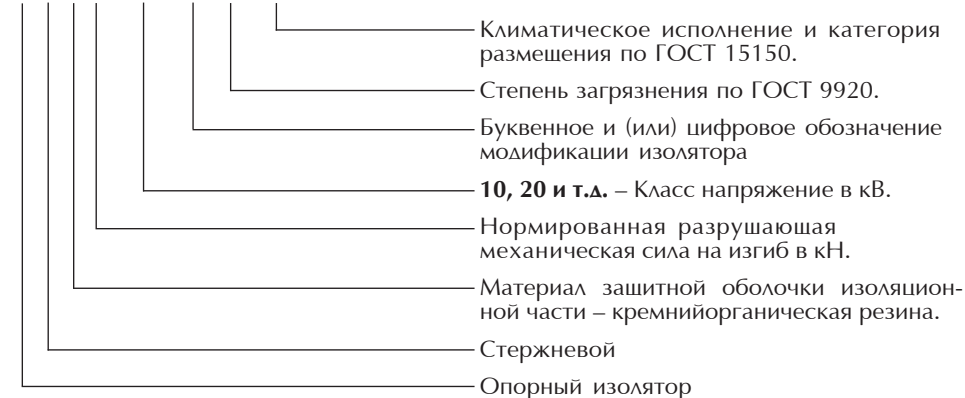 Климатическое исполнение и категория
размещения по ГОСТ 15150.
Степень загрязнения по ГОСТ 9920.
Буквенное и (или) цифровое обозначение
модификации изолятора
10, 20 и т.д. – Класс напряжение в кВ.
Нормированная разрушающая
механическая сила на изгиб в кН.
Материал защитной оболочки изоляцион-
ной части – кремнийорганическая резина.
Стержневой
Опорный изолятор